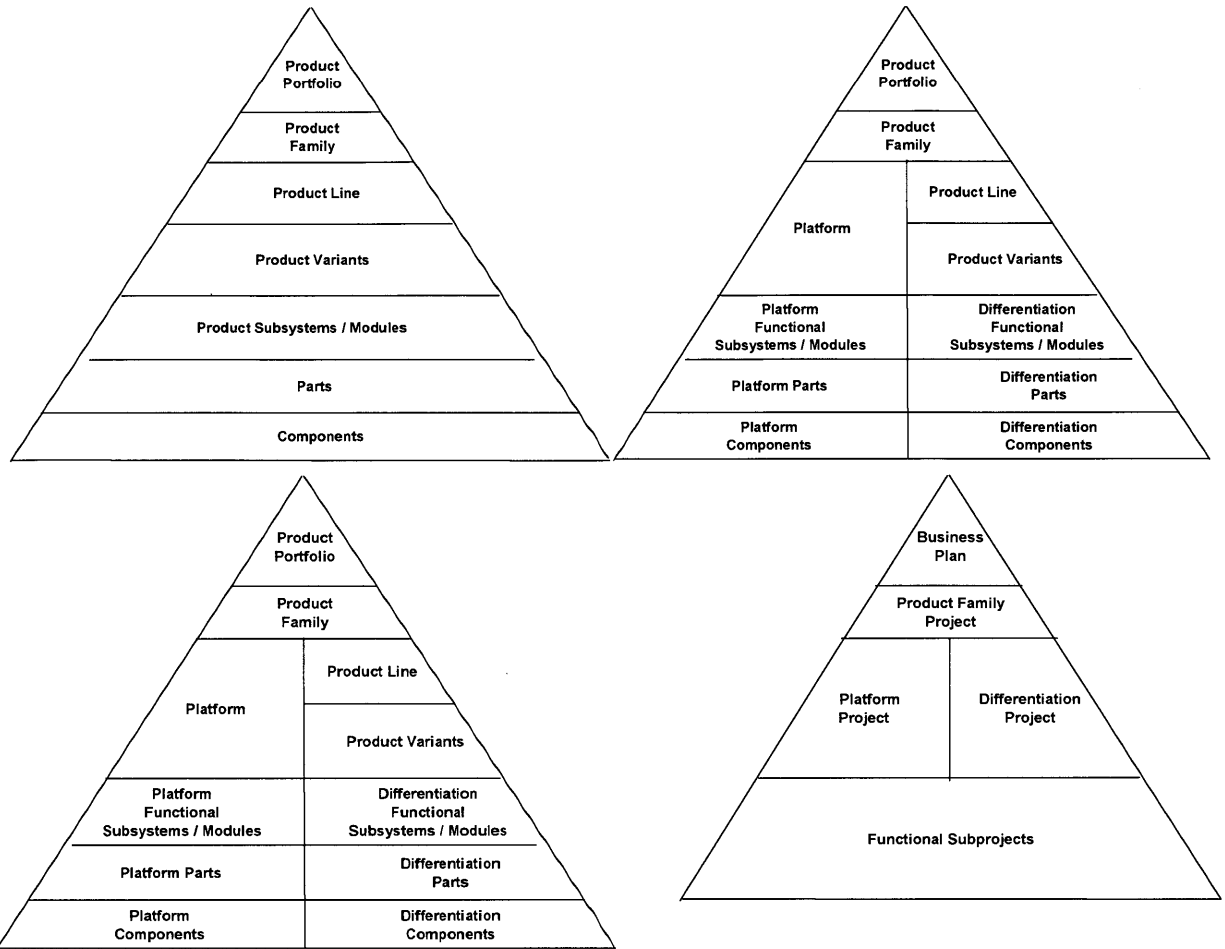 Product
Portfolio
Product
Family
Product Line
Product Variants
Product Subsystems / Modules
Parts
Components
Product
Portfolio
Product
Family
Platform
Product Line
Product Variants
Platform
Functional
Subsystems / Modules
Differentiation
Functional
Subsystems / Modules
Platform Parts
Differentiation
Parts
Platform
Components
Differentiation
Components
Product
Portfolio
Product
Family
Platform
Product Line
Product Variants
Platform
Functional
Subsystems / Modules
Differentiation
Functional
Subsystems / Modules
Platform Parts
Differentiation
Parts
Platform
Components
Differentiation
Components
Business
Plan
Product Family
Project
Platform
Project
Differentiation
Project
Functional Subprojects